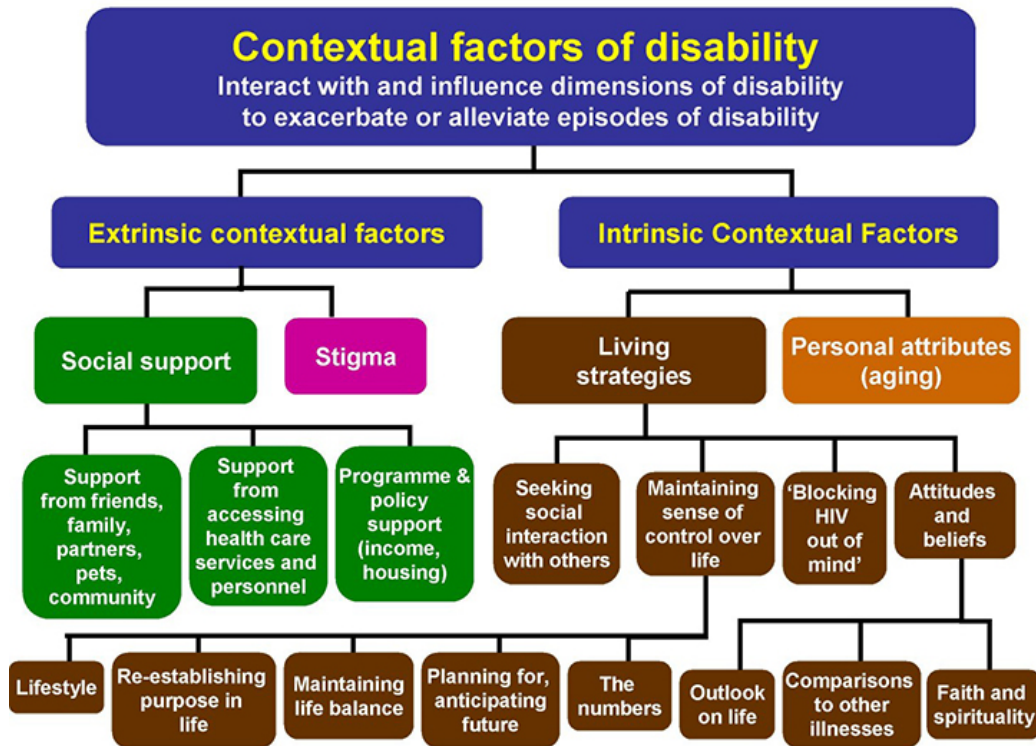 Contextual factors of disability
Interact with and influence dimensions of disability
to exacerbate or alleviate episodes of disability
Extrinsic contextual factors
Intrinsic Contextual Factors
Social support
Stigma
Living
strategies
Personal attributes
(aging)
Support
from friends,
family,
partners,
pets,
community
Support
from
accessing
health care
services and
personnel
Programme &
policy
support
(income,
housing)
Seeking
social
interaction
with others
Maintaining
sense of
control over
life
‘Blocking
HIV
out of
mind’
Attitudes
and
beliefs
Lifestyle
Re-establishing
purpose in
life
Maintaining
life balance
Planning for,
anticipating
future
The
numbers
Outlook
on life
Comparisons
to other
illnesses
Faith and
spirituality